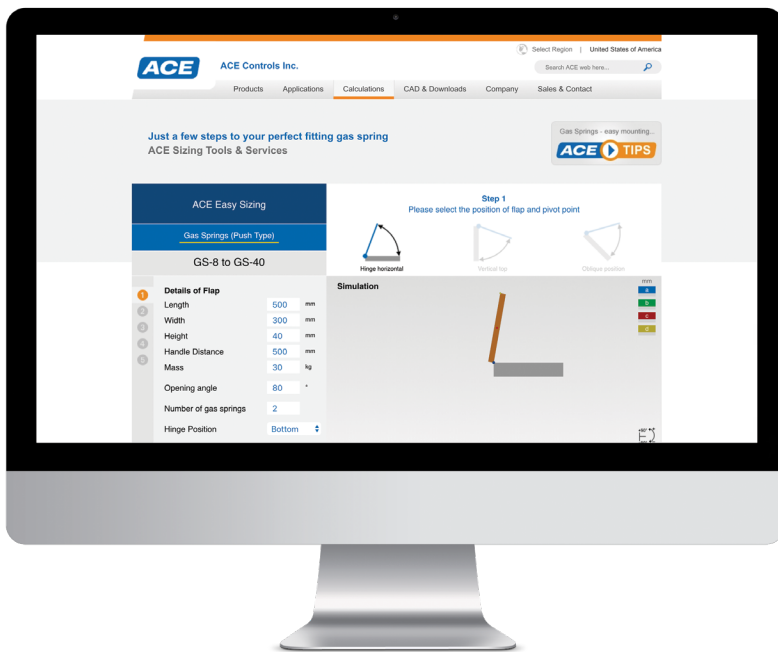 Select Region | United States of America
ACE
ACE Controls Inc.
Search ACE web here...
Products Applications Calculations CAD & Downloads Company Sales & Contact
Just a few steps to your perfect fitting gas spring
ACE Sizing Tools & Services
Gas Springs - easy mounting...
ACE TIPS
ACE Easy Sizing
Gas Springs (Push Type)
GS-8 to GS-40
Step 1
Please select the position of flap and pivot point
Hinge horizontal
Vertical top
Oblique position
1
2
3
4
5
Details of Flap
Length 500 mm
Width 300 mm
Height 40 mm
Handle Distance 500 mm
Mass 30 kg
Opening angle 80 °
Number of gas springs 2
Hinge Position Bottom
Simulation
mm
a
b
c
d